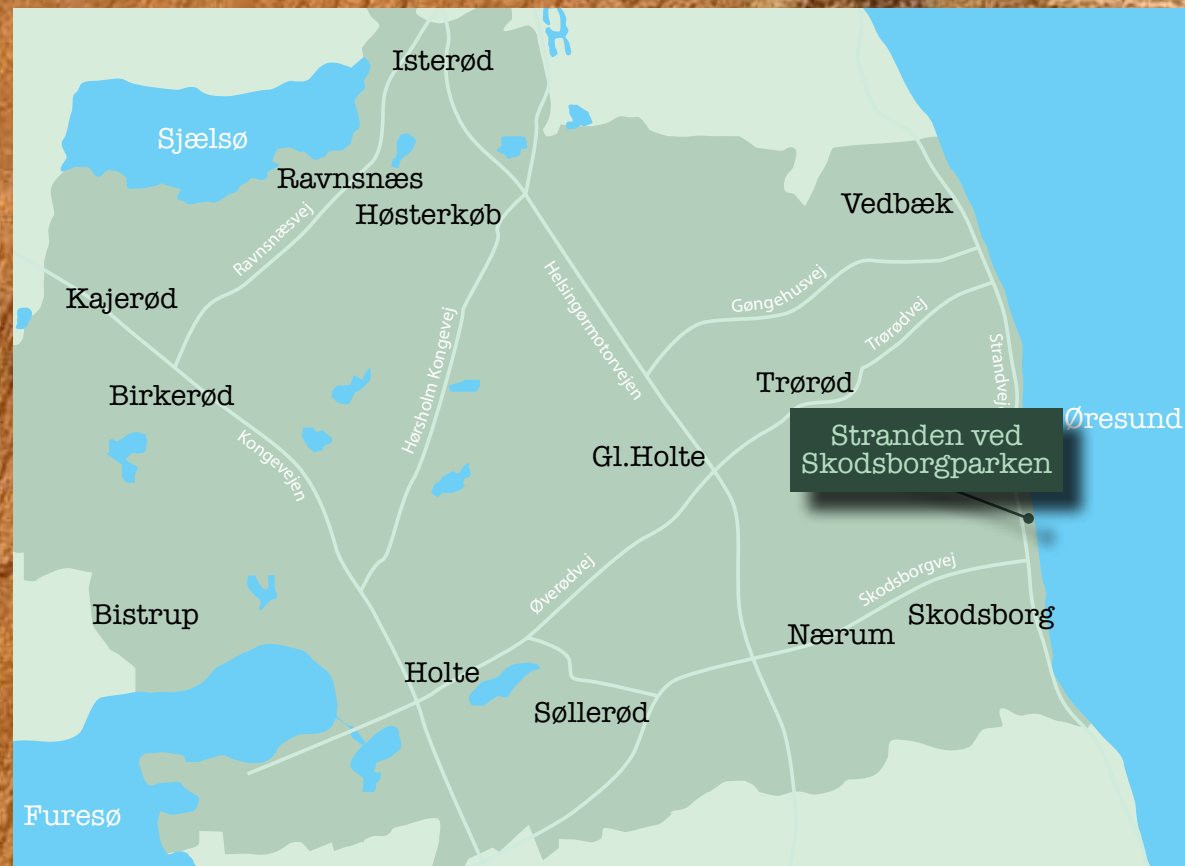 Isterød
Sjælsø
Ravnsnæs
Høsterkøb
Vedbæk
Ravnsnæsvej
Kajerød
Helsingørmotorvejen
Gøngehusvej
Trørødvej
Hørsholm Kongevej
Strandvej
Birkerød
Trørød
Øresund
Kongevejen
Gl.Holte
Stranden ved
Skodsborgparken
Øverødvej
Skodsborgvej
Bistrup
Skodsborg
Nærum
Holte
Søllerød
Furesø